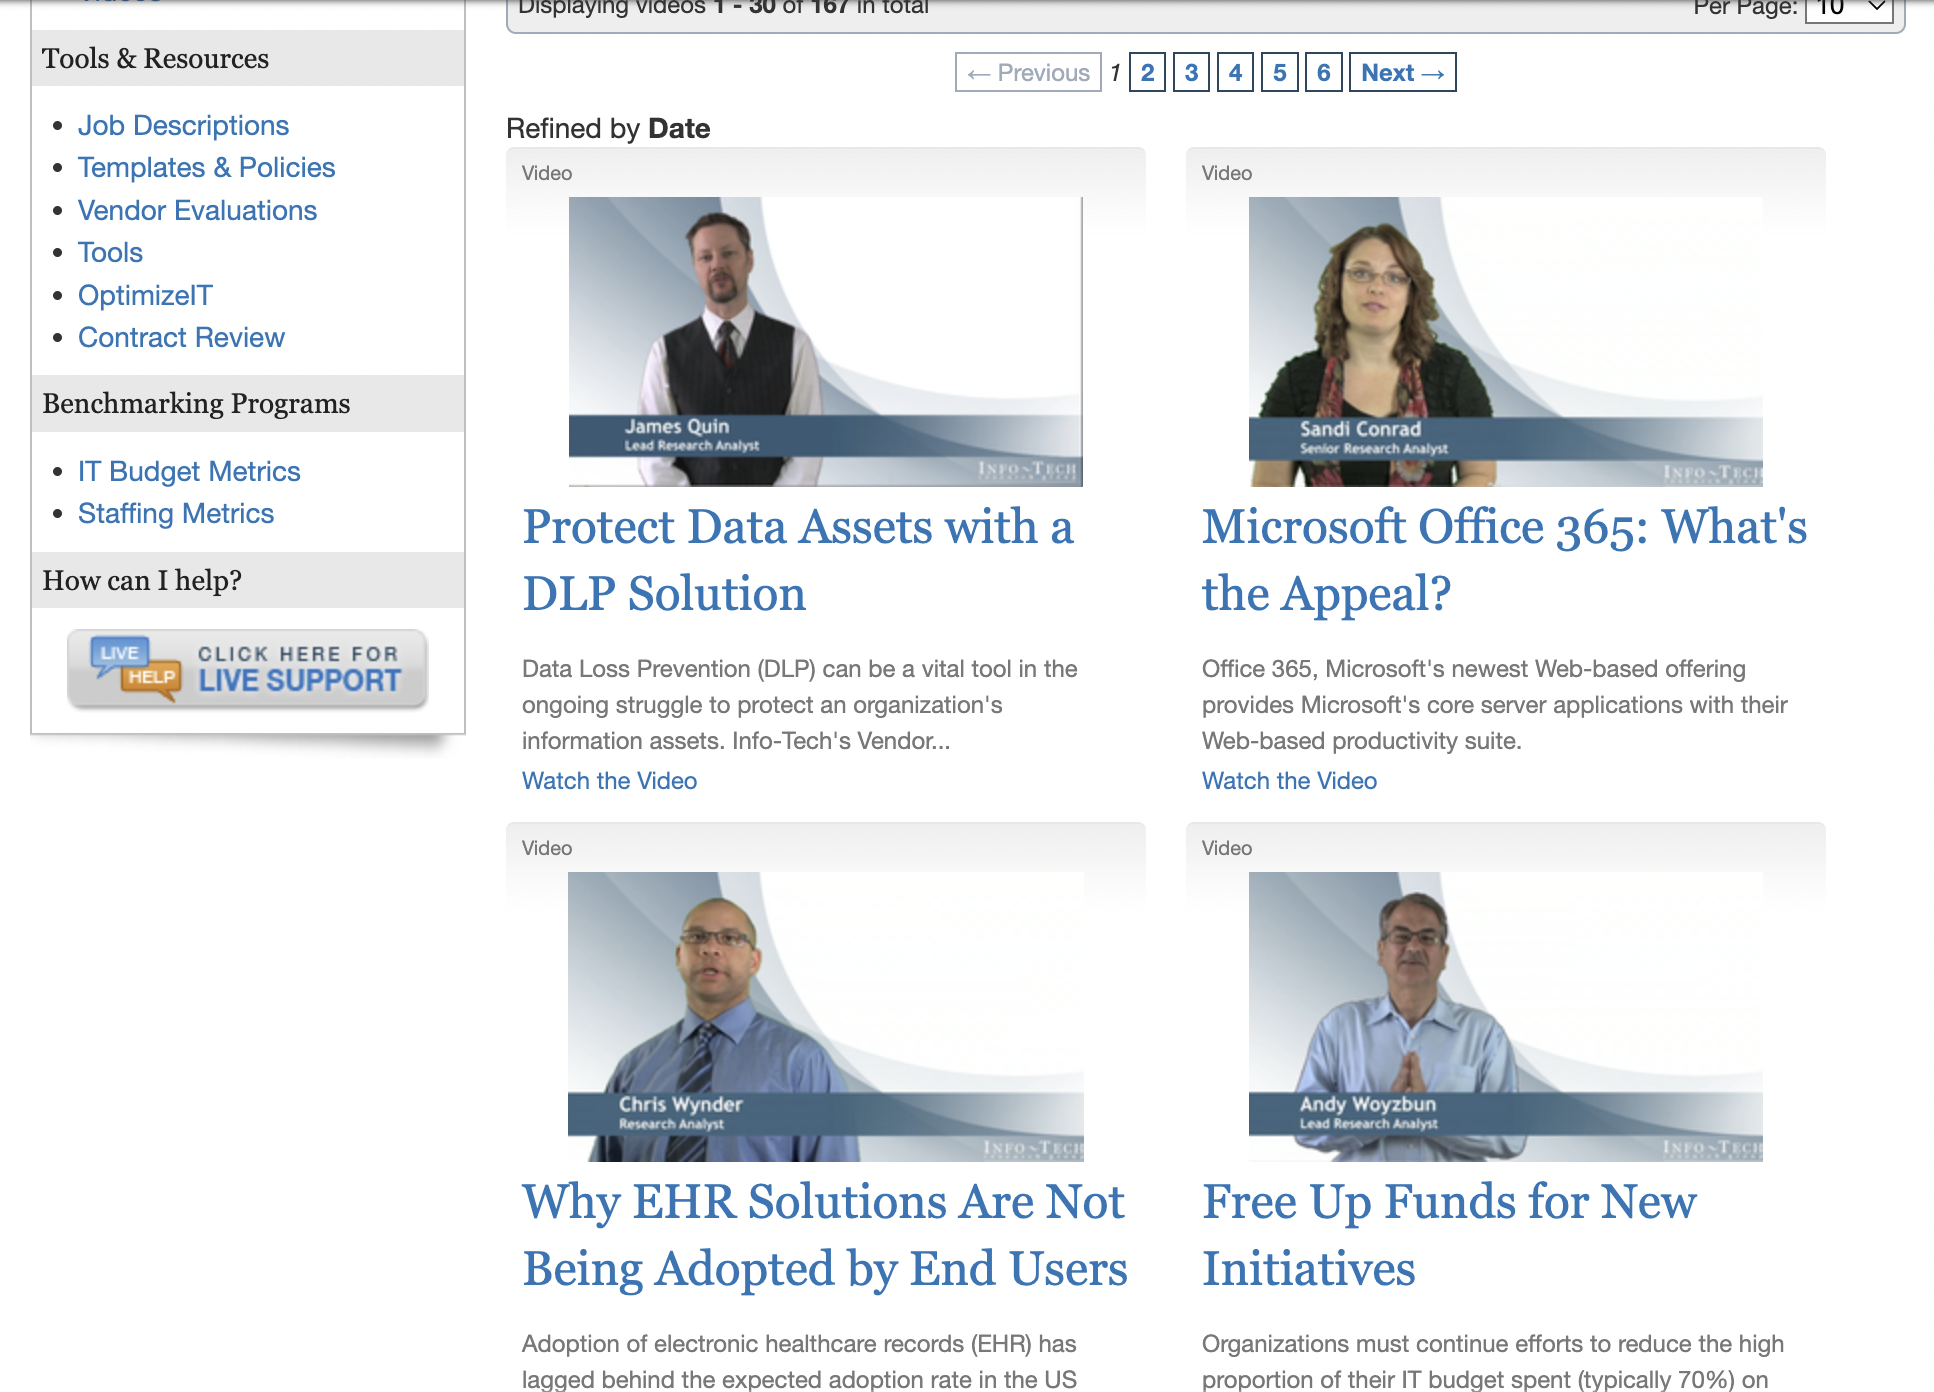 Videos
Displaying videos 1 - 30 of 167 in total
Per Page: 10
Tools & Resources
Job Descriptions
Templates & Policies
Vendor Evaluations
Tools
OptimizeIT
Contract Review
Benchmarking Programs
IT Budget Metrics
Staffing Metrics
How can I help?
LIVE
HELP
CLICK HERE FOR
LIVE SUPPORT
← Previous 1 2 3 4 5 6 Next →
Refined by Date
Video
James Quin
Lead Research Analyst
INFO~TECH
Protect Data Assets with a
DLP Solution
Data Loss Prevention (DLP) can be a vital tool in the
ongoing struggle to protect an organization's
information assets. Info-Tech's Vendor...
Watch the Video
Video
Sandi Conrad
Senior Research Analyst
INFO~TECH
Microsoft Office 365: What's
the Appeal?
Office 365, Microsoft's newest Web-based offering
provides Microsoft's core server applications with their
Web-based productivity suite.
Watch the Video
Video
Chris Wynder
Research Analyst
INFO~TECH
Why EHR Solutions Are Not
Being Adopted by End Users
Adoption of electronic healthcare records (EHR) has
lagged behind the expected adoption rate in the US
Video
Andy Woyzbun
Lead Research Analyst
INFO~TECH
Free Up Funds for New
Initiatives
Organizations must continue efforts to reduce the high
proportion of their IT budget spent (typically 70%) on